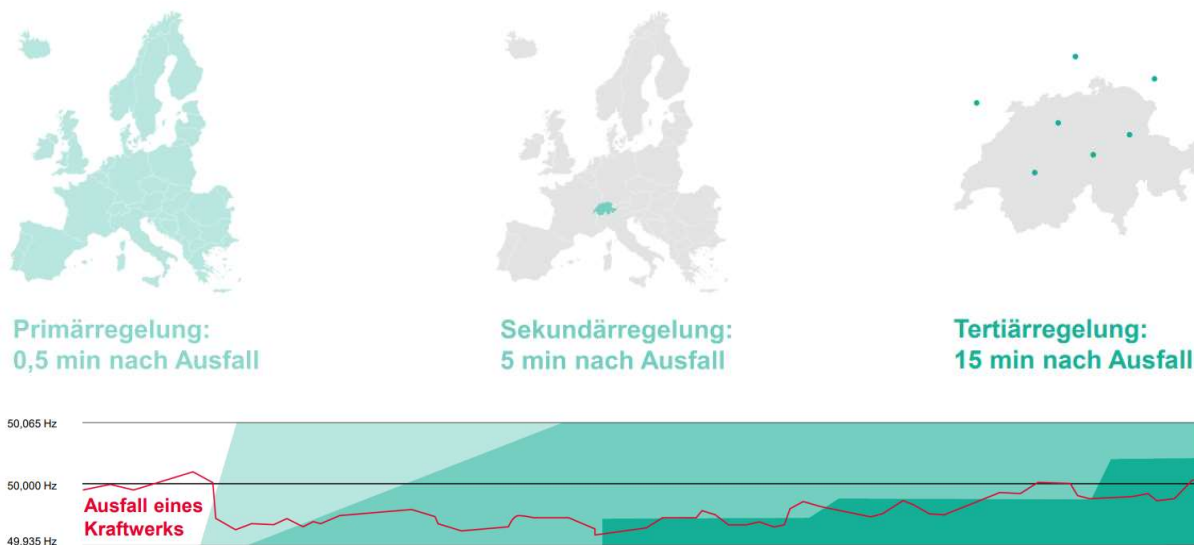 Primärregelung:
0,5 min nach Ausfall
Sekundärregelung:
5 min nach Ausfall
Tertiärregelung:
15 min nach Ausfall
50,065 Hz
50,000 Hz
Ausfall eines
Kraftwerks
49,935 Hz